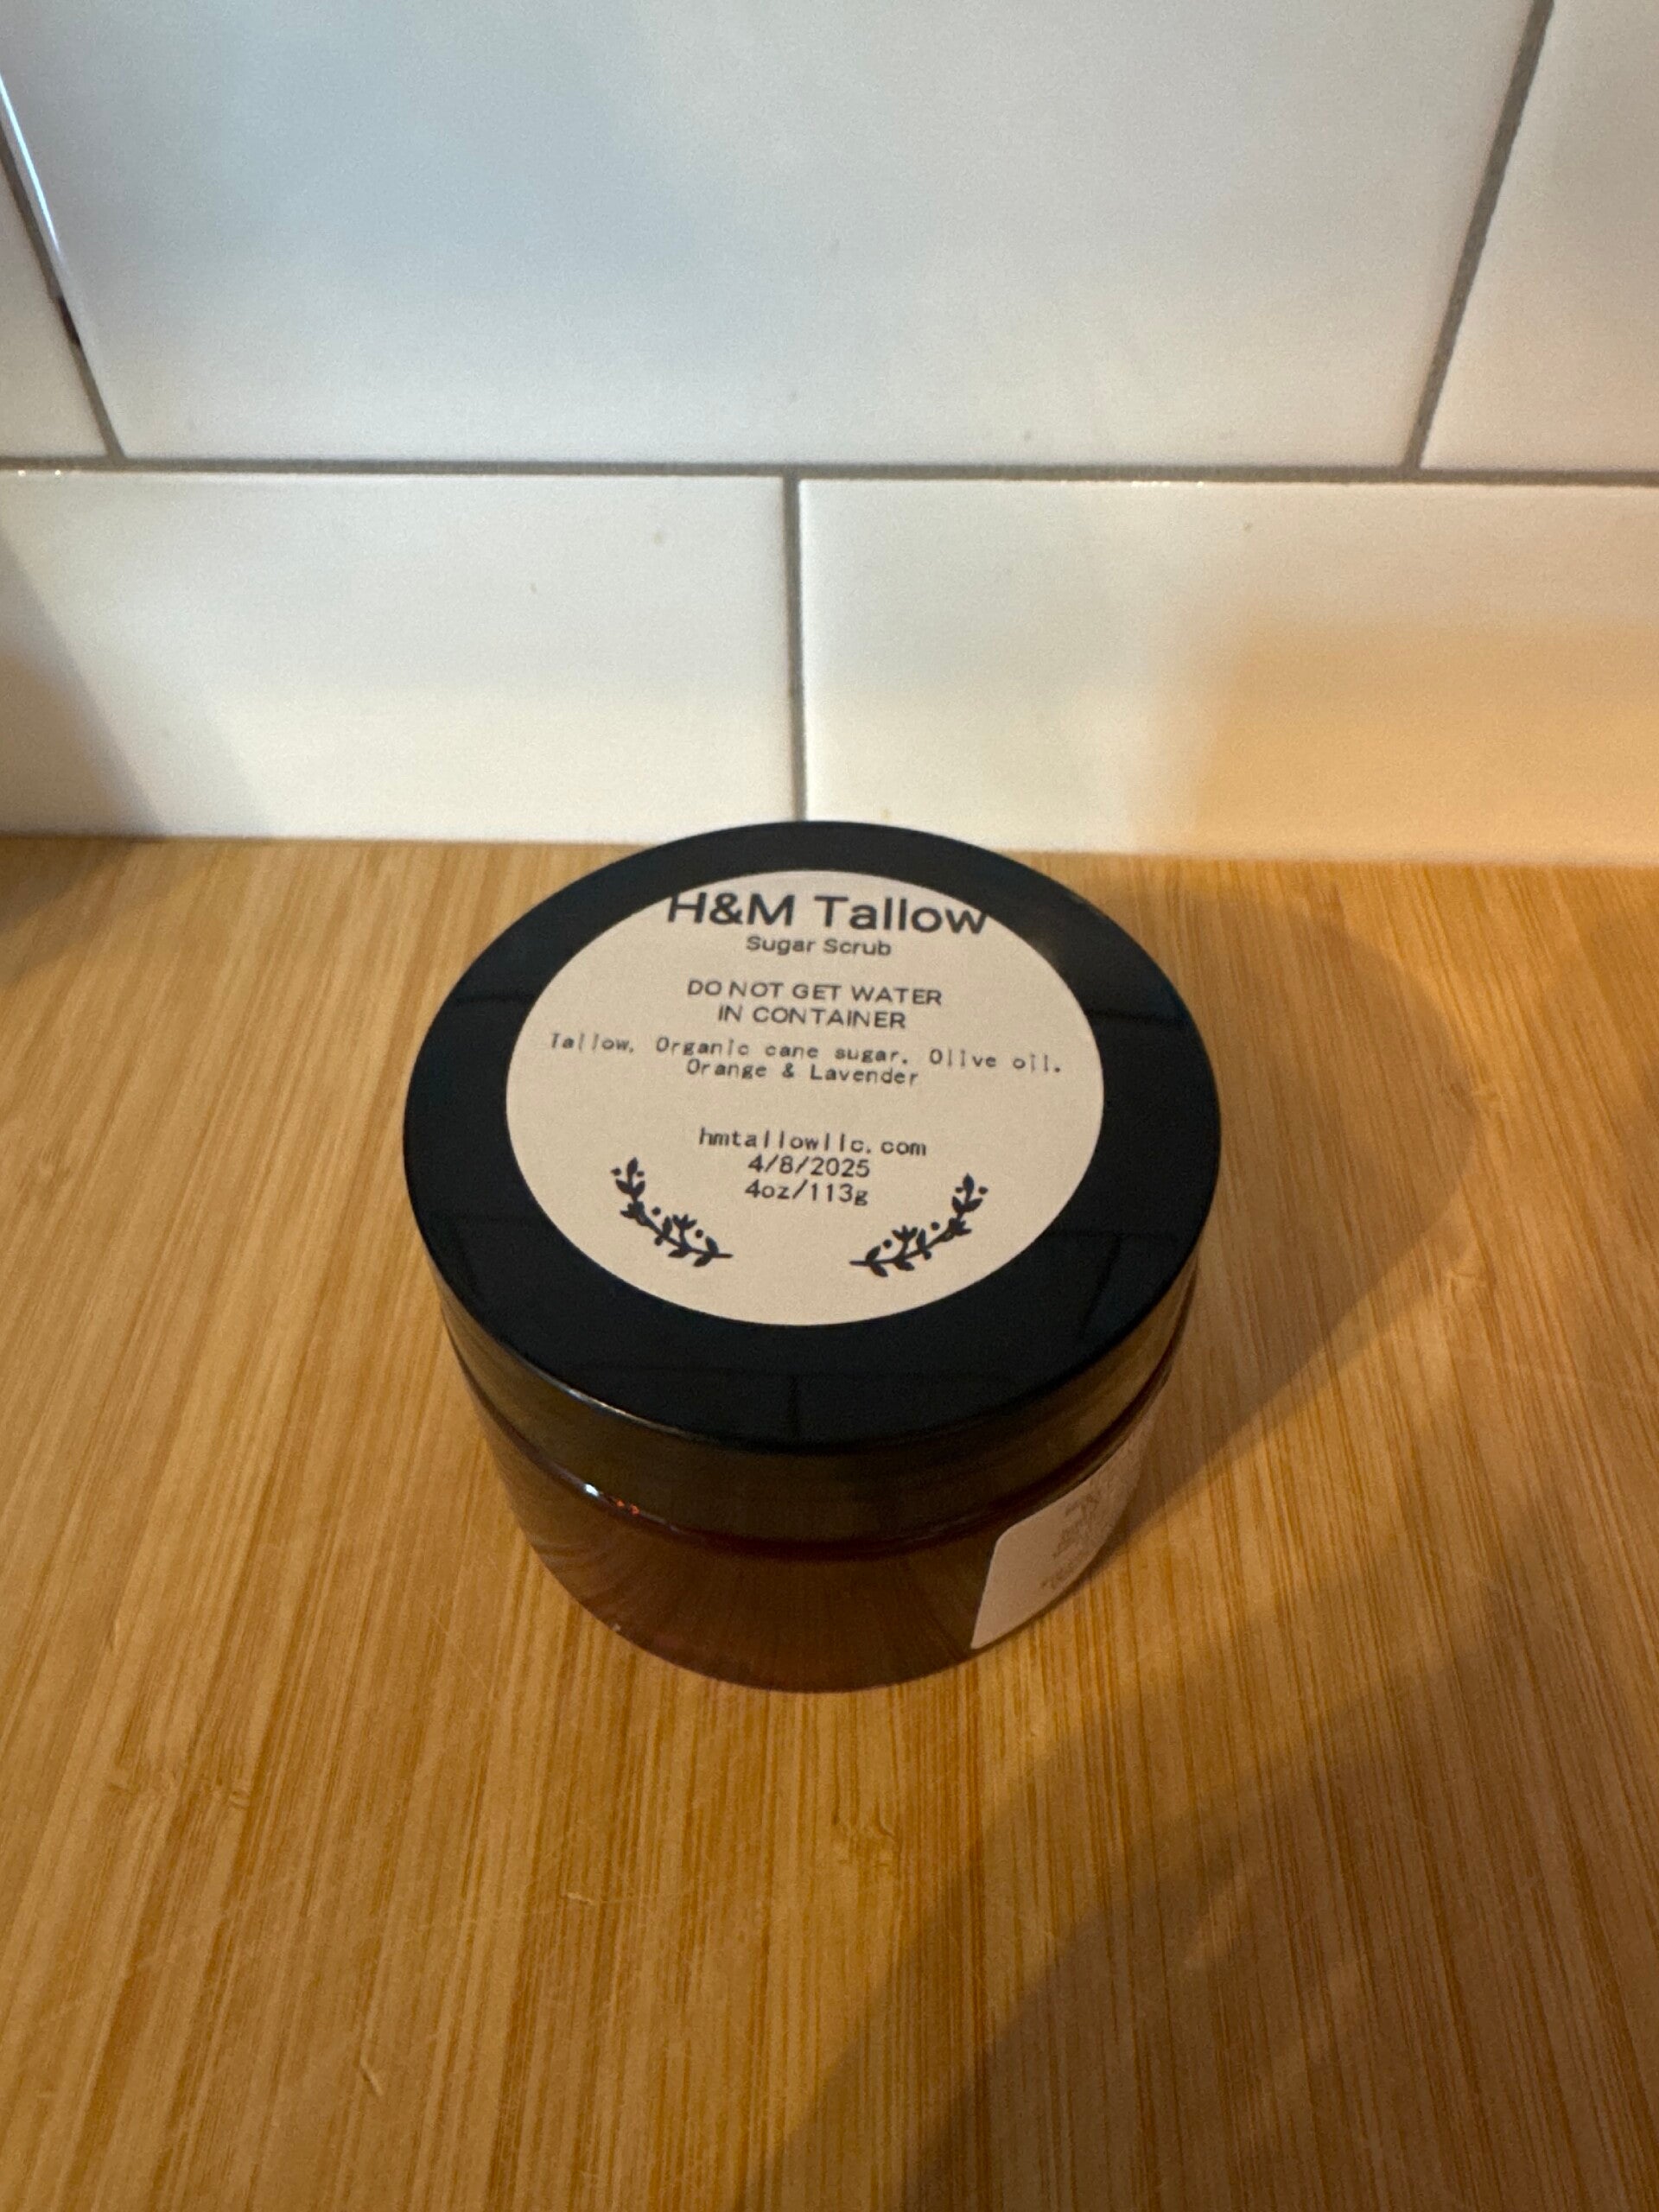 H&M Tallow
Sugar Scrub
DO NOT GET WATER
IN CONTAINER
Tallow. Organic cane sugar. Olive oil.
Orange & Lavender
hmtallowllc.com
4/8/2025
4oz/113g